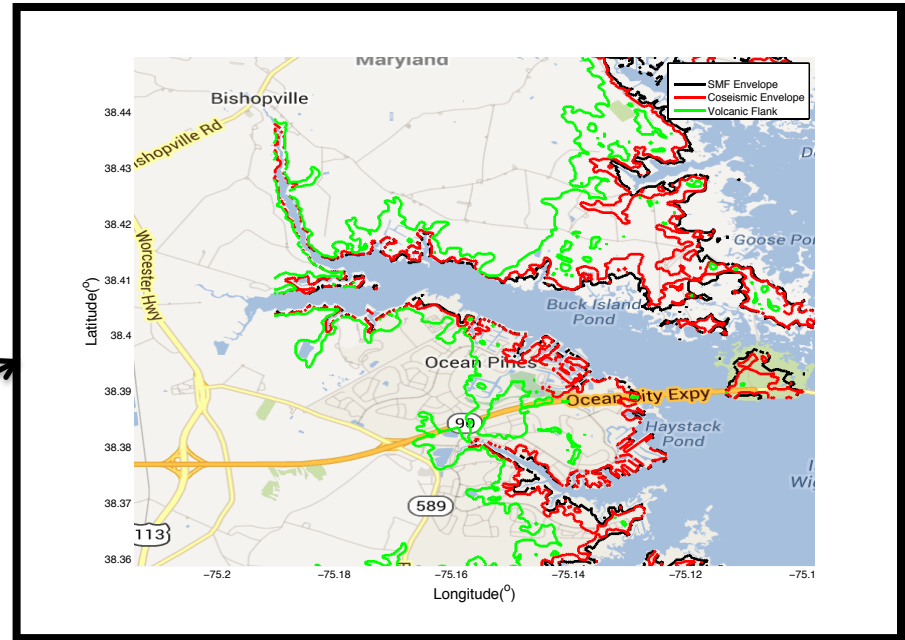 Maryland
SMF Envelope
Coseismic Envelope
Volcanic Flank
Bishopville
shopville Rd
Worcester Hwy
Goose Pon
Buck Island
Pond
Ocean Pines
Ocean City Expy
90
Haystack
Pond
589
113
Latitude(o)
38.44
38.43
38.42
38.41
38.4
38.39
38.38
38.37
38.36
−75.2
−75.18
−75.16
−75.14
−75.12
−75.1
Longitude(o)